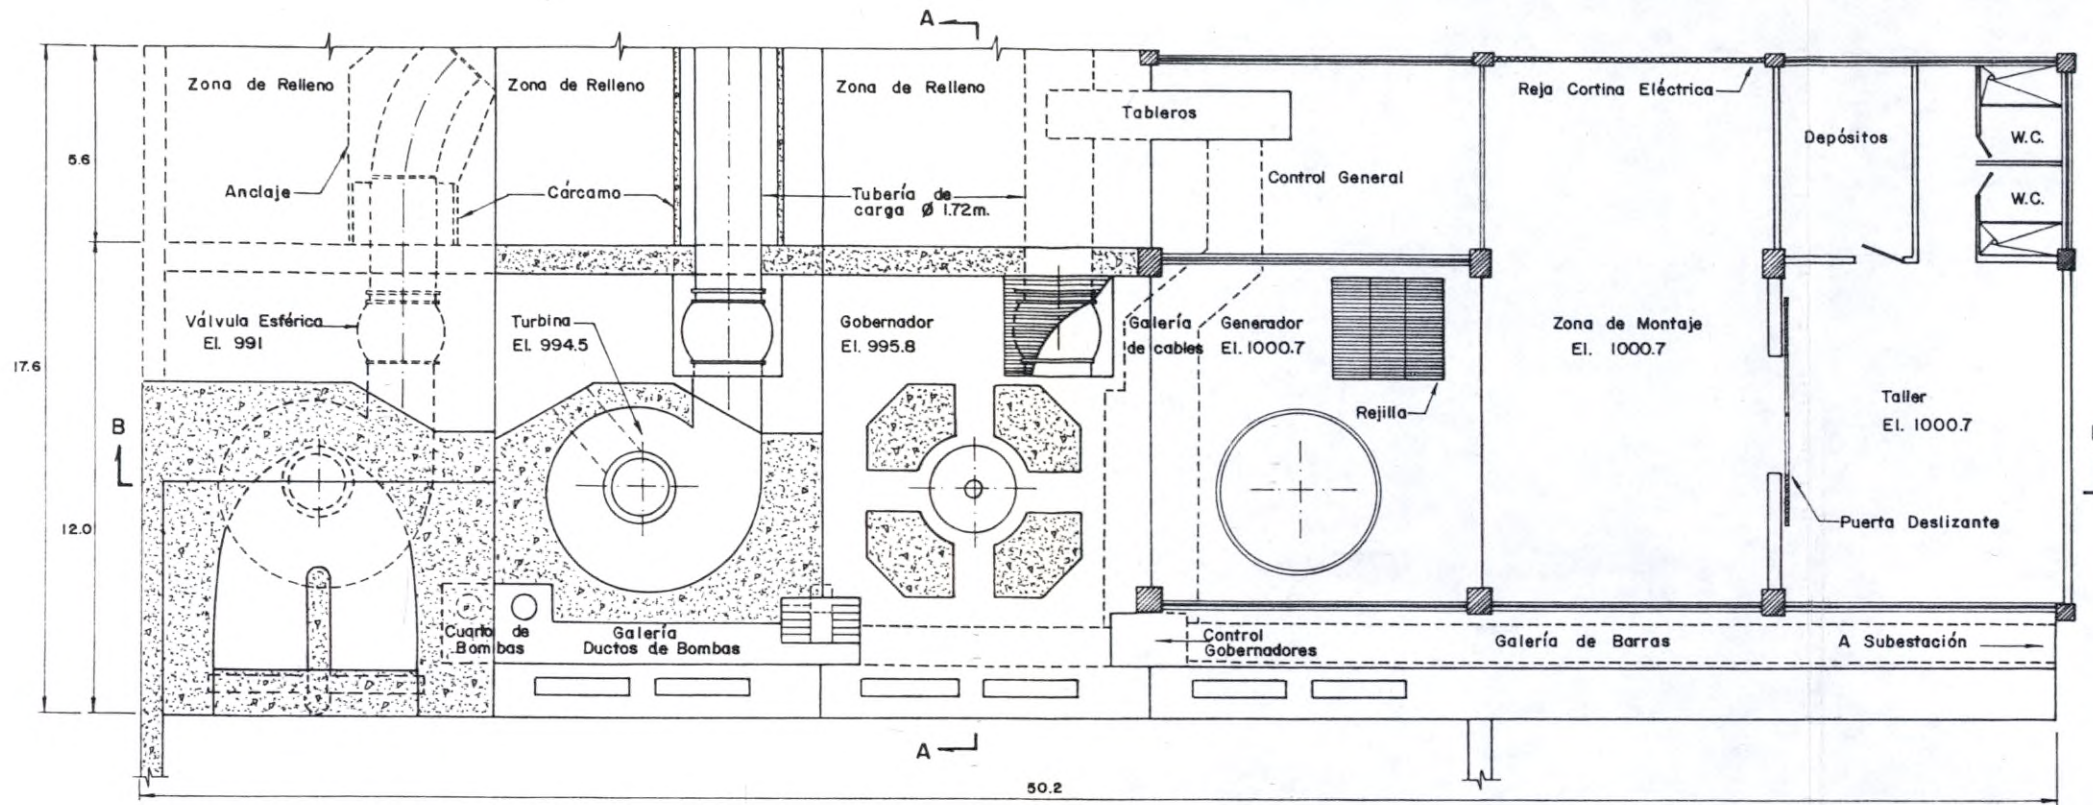 A
Zona de Relleno
Zona de Relleno
Zona de Relleno
Tableros
Reja Cortina Eléctrica
Depósitos
W.C.
5.6
Anclaje
Cárcamo
Tubería de
carga Ø 1.72m.
Control General
W.C.
Válvula Esférica
El. 991
Turbina
El. 994.5
Gobernador
El. 995.8
Galería
de cables
Generador
El. 1000.7
Zona de Montaje
El. 1000.7
17.6
Rejilla
Taller
El. 1000.7
B
12.0
Puerta Deslizante
Cuarto de
Bombas
Galería
Ductos de Bombas
Control
Gobernadores
Galería de Barras
A Subestación
A
50.2